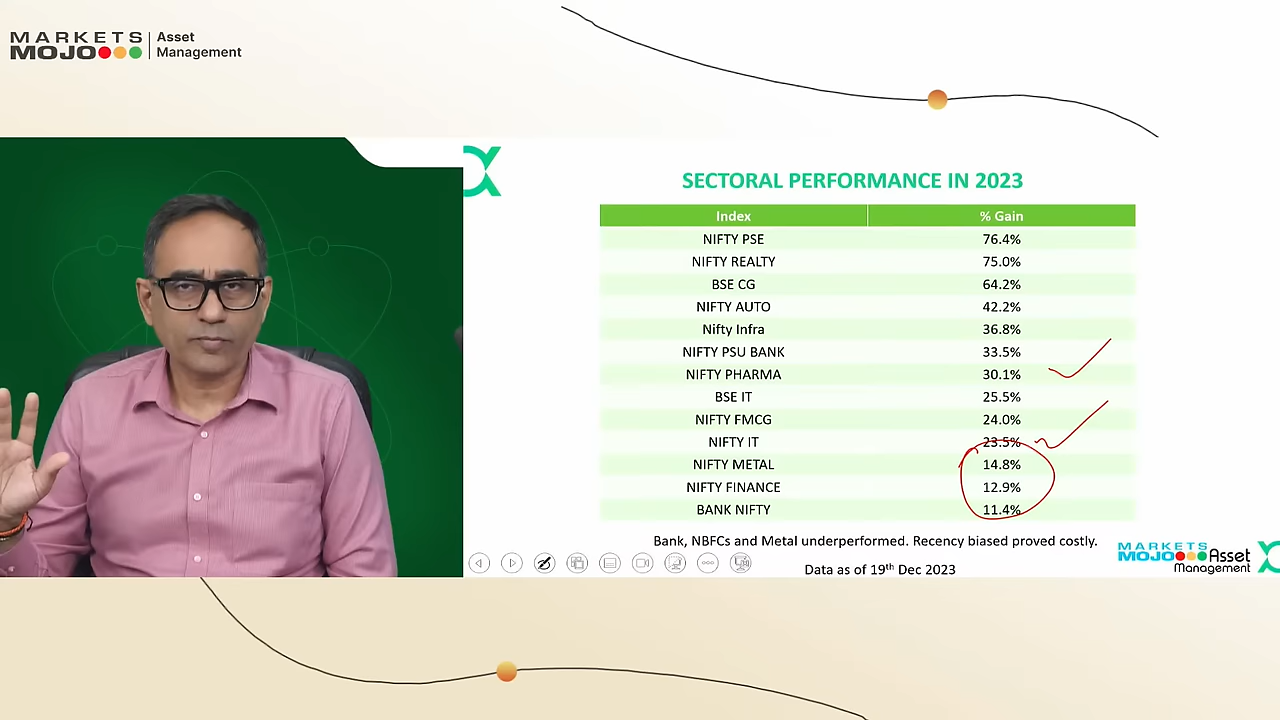 MARKETS
MOJO
Asset
Management
SECTORAL PERFORMANCE IN 2023
Index % Gain
NIFTY PSE 76.4%
NIFTY REALTY 75.0%
BSE CG 64.2%
NIFTY AUTO 42.2%
Nifty Infra 36.8%
NIFTY PSU BANK 33.5%
NIFTY PHARMA 30.1%
BSE IT 25.5%
NIFTY FMCG 24.0%
NIFTY IT 23.5%
NIFTY METAL 14.8%
NIFTY FINANCE 12.9%
BANK NIFTY 11.4%
Bank, NBFCs and Metal underperformed. Recency biased proved costly.
Data as of 19th Dec 2023
MARKETS
MOJO
Asset
Management